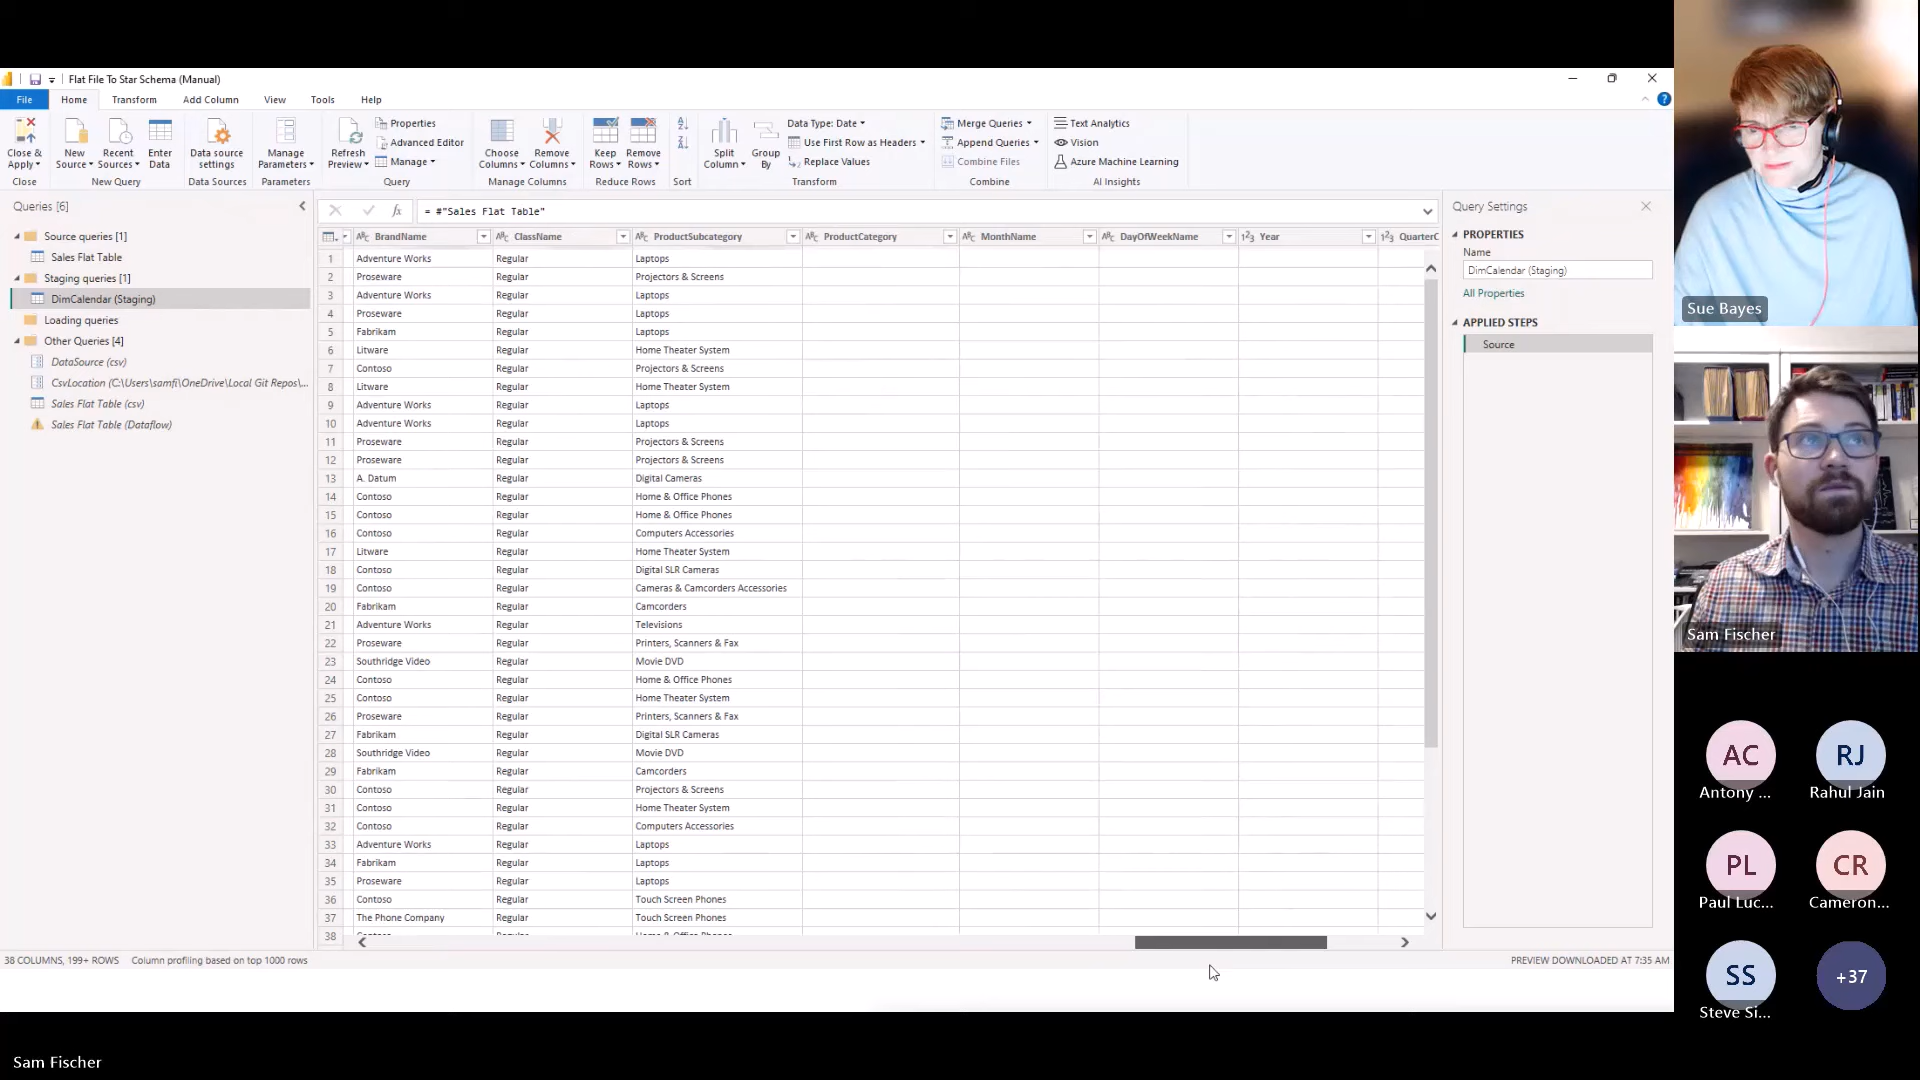 Flat File To Star Schema (Manual)
File Home Transform Add Column View Tools Help
Close & Apply
New Source
Recent Sources
Enter Data
Data source settings
Manage Parameters
Refresh Preview
Properties
Advanced Editor
Manage
Choose Columns
Remove Columns
Keep Rows
Remove Rows
Split Column
Group By
Data Type: Date
Use First Row as Headers
Replace Values
Merge Queries
Append Queries
Combine Files
Text Analytics
Vision
Azure Machine Learning
Close New Query Data Sources Parameters Query Manage Columns Reduce Rows Sort Transform Combine AI Insights
Queries [6]
Source queries [1]
Sales Flat Table
Staging queries [1]
DimCalendar (Staging)
Loading queries
Other Queries [4]
DataSource (csv)
CsvLocation (C:\Users\samfi\OneDrive\Local Git Repos\...
Sales Flat Table (csv)
Sales Flat Table (Dataflow)
fx = #"Sales Flat Table"
BrandName ClassName ProductSubcategory ProductCategory MonthName DayOfWeekName Year QuarterC
1 Adventure Works Regular Laptops
2 Proseware Regular Projectors & Screens
3 Adventure Works Regular Laptops
4 Proseware Regular Laptops
5 Fabrikam Regular Laptops
6 Litware Regular Home Theater System
7 Contoso Regular Projectors & Screens
8 Litware Regular Home Theater System
9 Adventure Works Regular Laptops
10 Adventure Works Regular Laptops
11 Proseware Regular Projectors & Screens
12 Proseware Regular Projectors & Screens
13 A. Datum Regular Digital Cameras
14 Contoso Regular Home & Office Phones
15 Contoso Regular Home & Office Phones
16 Contoso Regular Computers Accessories
17 Litware Regular Home Theater System
18 Contoso Regular Digital SLR Cameras
19 Contoso Regular Cameras & Camcorders Accessories
20 Fabrikam Regular Camcorders
21 Adventure Works Regular Televisions
22 Proseware Regular Printers, Scanners & Fax
23 Southridge Video Regular Movie DVD
24 Contoso Regular Home & Office Phones
25 Contoso Regular Home Theater System
26 Proseware Regular Printers, Scanners & Fax
27 Fabrikam Regular Digital SLR Cameras
28 Southridge Video Regular Movie DVD
29 Fabrikam Regular Camcorders
30 Contoso Regular Projectors & Screens
31 Contoso Regular Home Theater System
32 Contoso Regular Computers Accessories
33 Adventure Works Regular Laptops
34 Fabrikam Regular Laptops
35 Proseware Regular Laptops
36 Contoso Regular Touch Screen Phones
37 The Phone Company Regular Touch Screen Phones
38
Query Settings
PROPERTIES
Name
DimCalendar (Staging)
All Properties
APPLIED STEPS
Source
38 COLUMNS, 199+ ROWS Column profiling based on top 1000 rows
PREVIEW DOWNLOADED AT 7:35 AM
Sam Fischer
Sue Bayes
Sam Fischer
AC RJ
Antony ... Rahul Jain
PL CR
Paul Luc... Cameron...
SS +37
Steve Si...